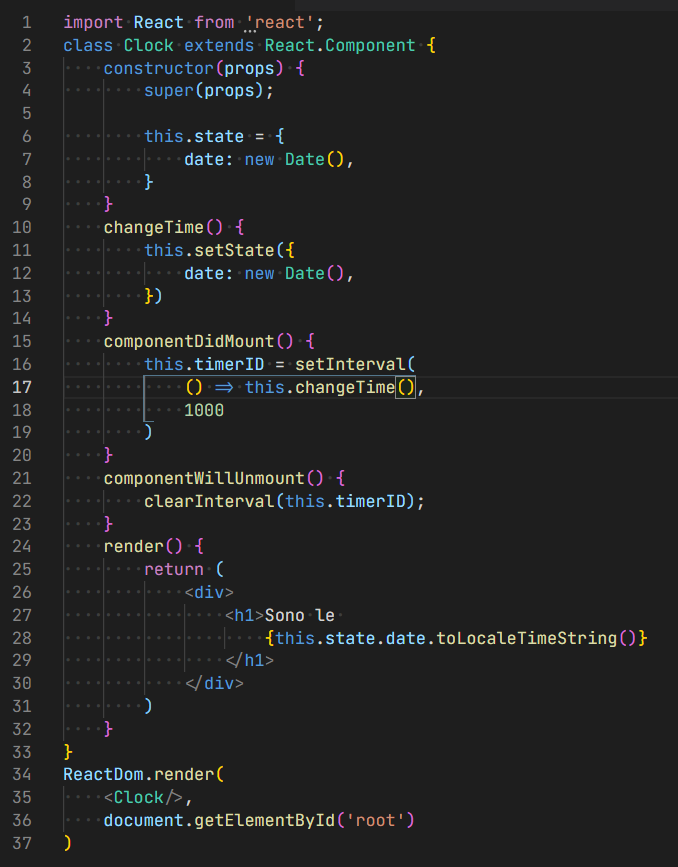 1 import React from 'react';
2 class Clock extends React.Component {
3 constructor(props) {
4 super(props);
5
6 this.state = {
7 date: new Date(),
8 }
9 }
10 changeTime() {
11 this.setState({
12 date: new Date(),
13 })
14 }
15 componentDidMount() {
16 this.timerID = setInterval(
17 () => this.changeTime(),
18 1000
19 )
20 }
21 componentWillUnmount() {
22 clearInterval(this.timerID);
23 }
24 render() {
25 return (
26 <div>
27 <h1>Sono le
28 {this.state.date.toLocaleTimeString()}
29 </h1>
30 </div>
31 )
32 }
33 }
34 ReactDom.render(
35 <Clock/>,
36 document.getElementById('root')
37 )